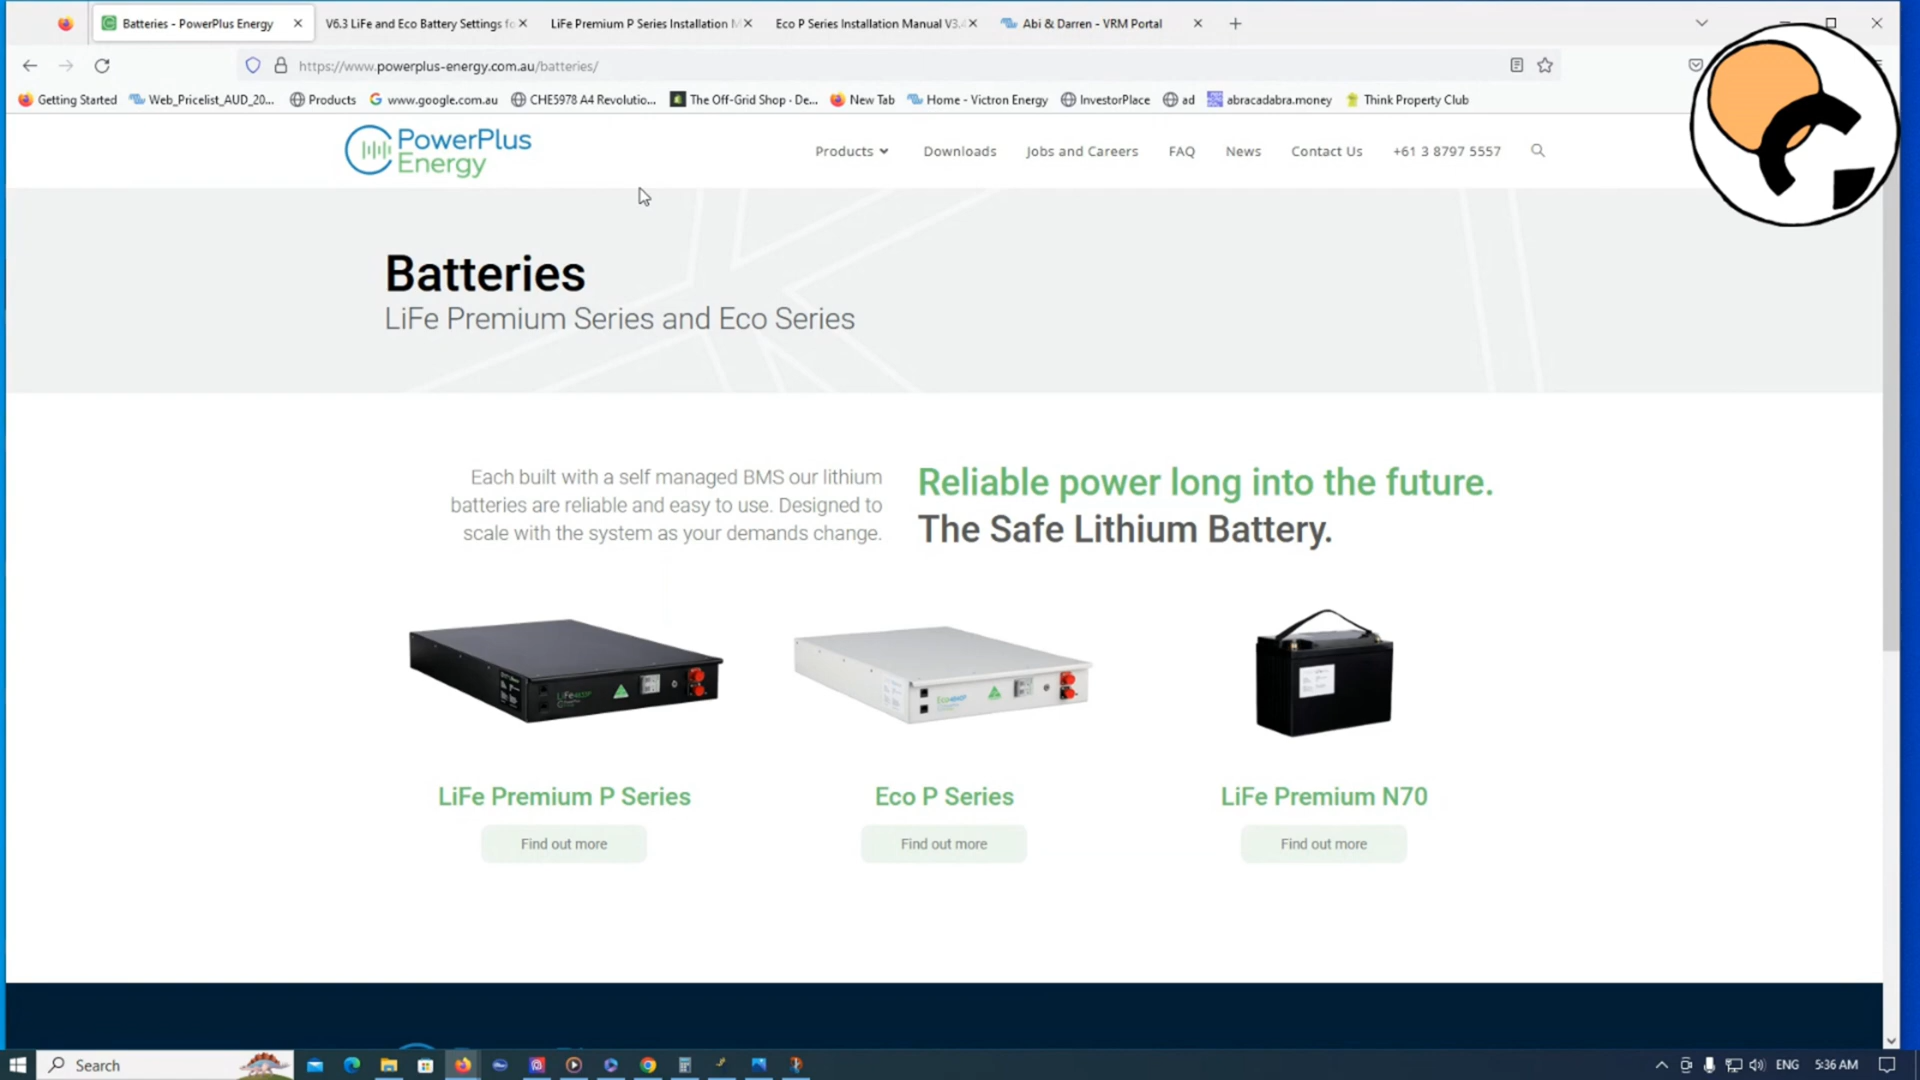 Batteries - PowerPlus Energy
V6.3 LiFe and Eco Battery Settings fo
LiFe Premium P Series Installation M
Eco P Series Installation Manual V3.
Abi & Darren - VRM Portal
https://www.powerplus-energy.com.au/batteries/
Getting Started
Web_Pricelist_AUD_20...
Products
www.google.com.au
CHE5978 A4 Revolutio...
The Off-Grid Shop - De...
New Tab
Home - Victron Energy
InvestorPlace
ad
abracadabra.money
Think Property Club
PowerPlus
Energy
Products
Downloads
Jobs and Careers
FAQ
News
Contact Us
+61 3 8797 5557
Batteries
LiFe Premium Series and Eco Series
Each built with a self managed BMS our lithium
batteries are reliable and easy to use. Designed to
scale with the system as your demands change.
Reliable power long into the future.
The Safe Lithium Battery.
LiFe Premium P Series
Eco P Series
LiFe Premium N70
Find out more
Find out more
Find out more
Search
ENG
5:36 AM